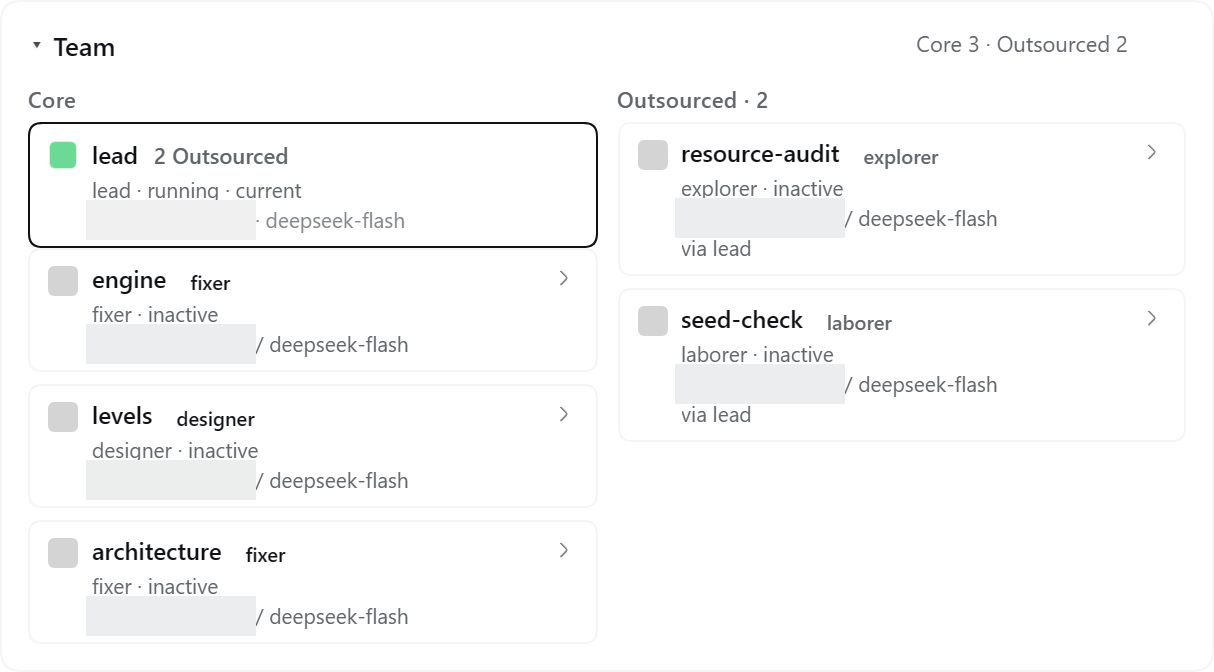 Team
Core 3 · Outsourced 2
Core
lead 2 Outsourced
lead · running · current
· deepseek-flash
engine fixer
fixer · inactive
/ deepseek-flash
levels designer
designer · inactive
/ deepseek-flash
architecture fixer
fixer · inactive
/ deepseek-flash
Outsourced · 2
resource-audit explorer
explorer · inactive
/ deepseek-flash
via lead
seed-check laborer
laborer · inactive
/ deepseek-flash
via lead